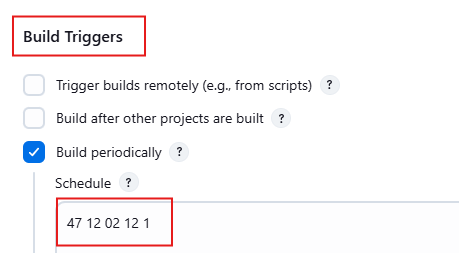 Build Triggers
Trigger builds remotely (e.g., from scripts) ?
Build after other projects are built ?
Build periodically ?
Schedule ?
47 12 02 12 1